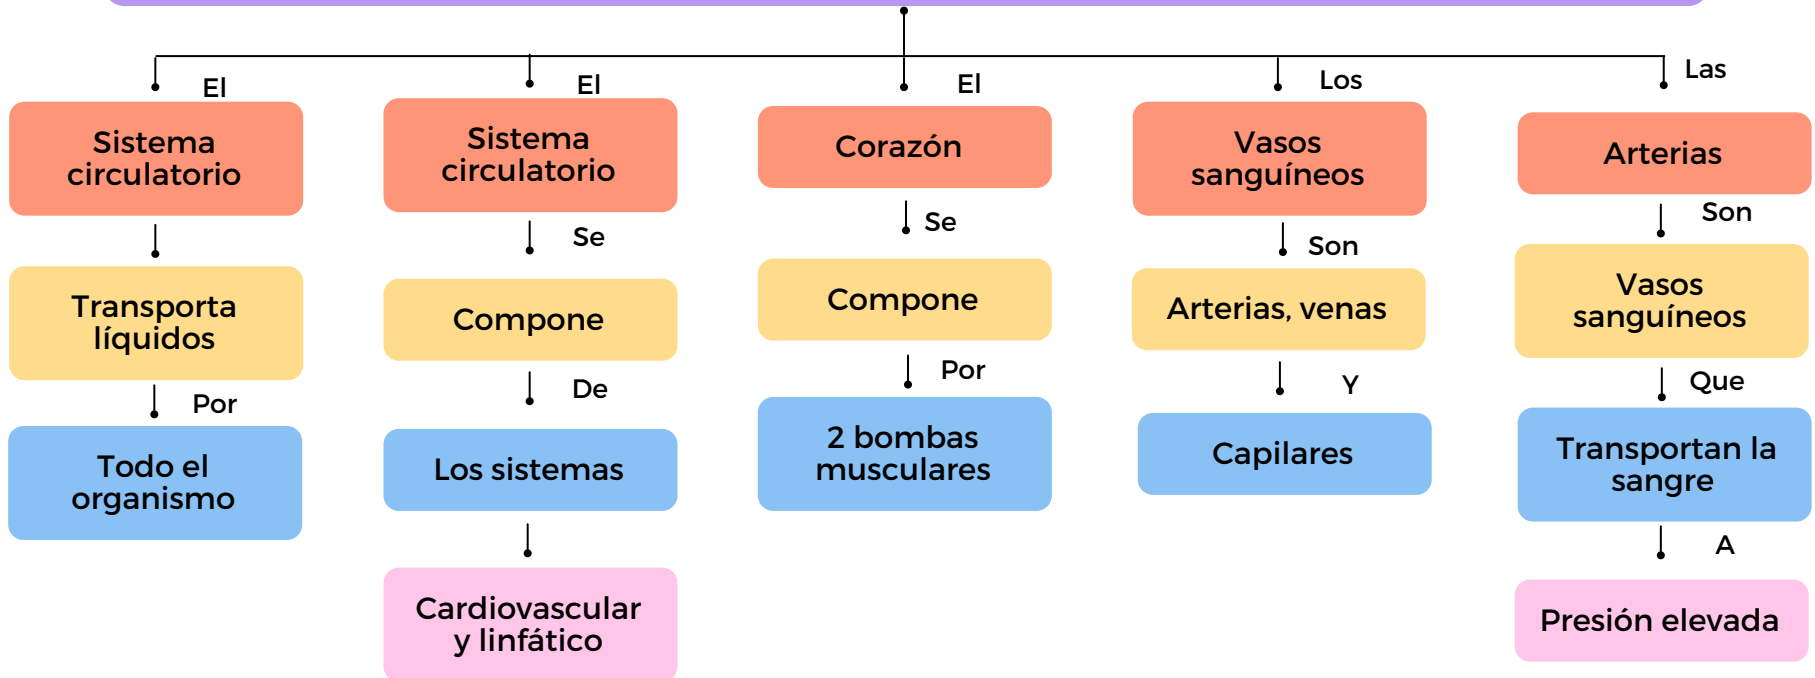 El
Sistema
circulatorio
Transporta
líquidos
Por
Todo el
organismo
El
Sistema
circulatorio
Se
Compone
De
Los sistemas
Cardiovascular
y linfático
El
Corazón
Se
Compone
Por
2 bombas
musculares
Los
Vasos
sanguíneos
Son
Arterias, venas
Y
Capilares
Las
Arterias
Son
Vasos
sanguíneos
Que
Transportan la
sangre
A
Presión elevada